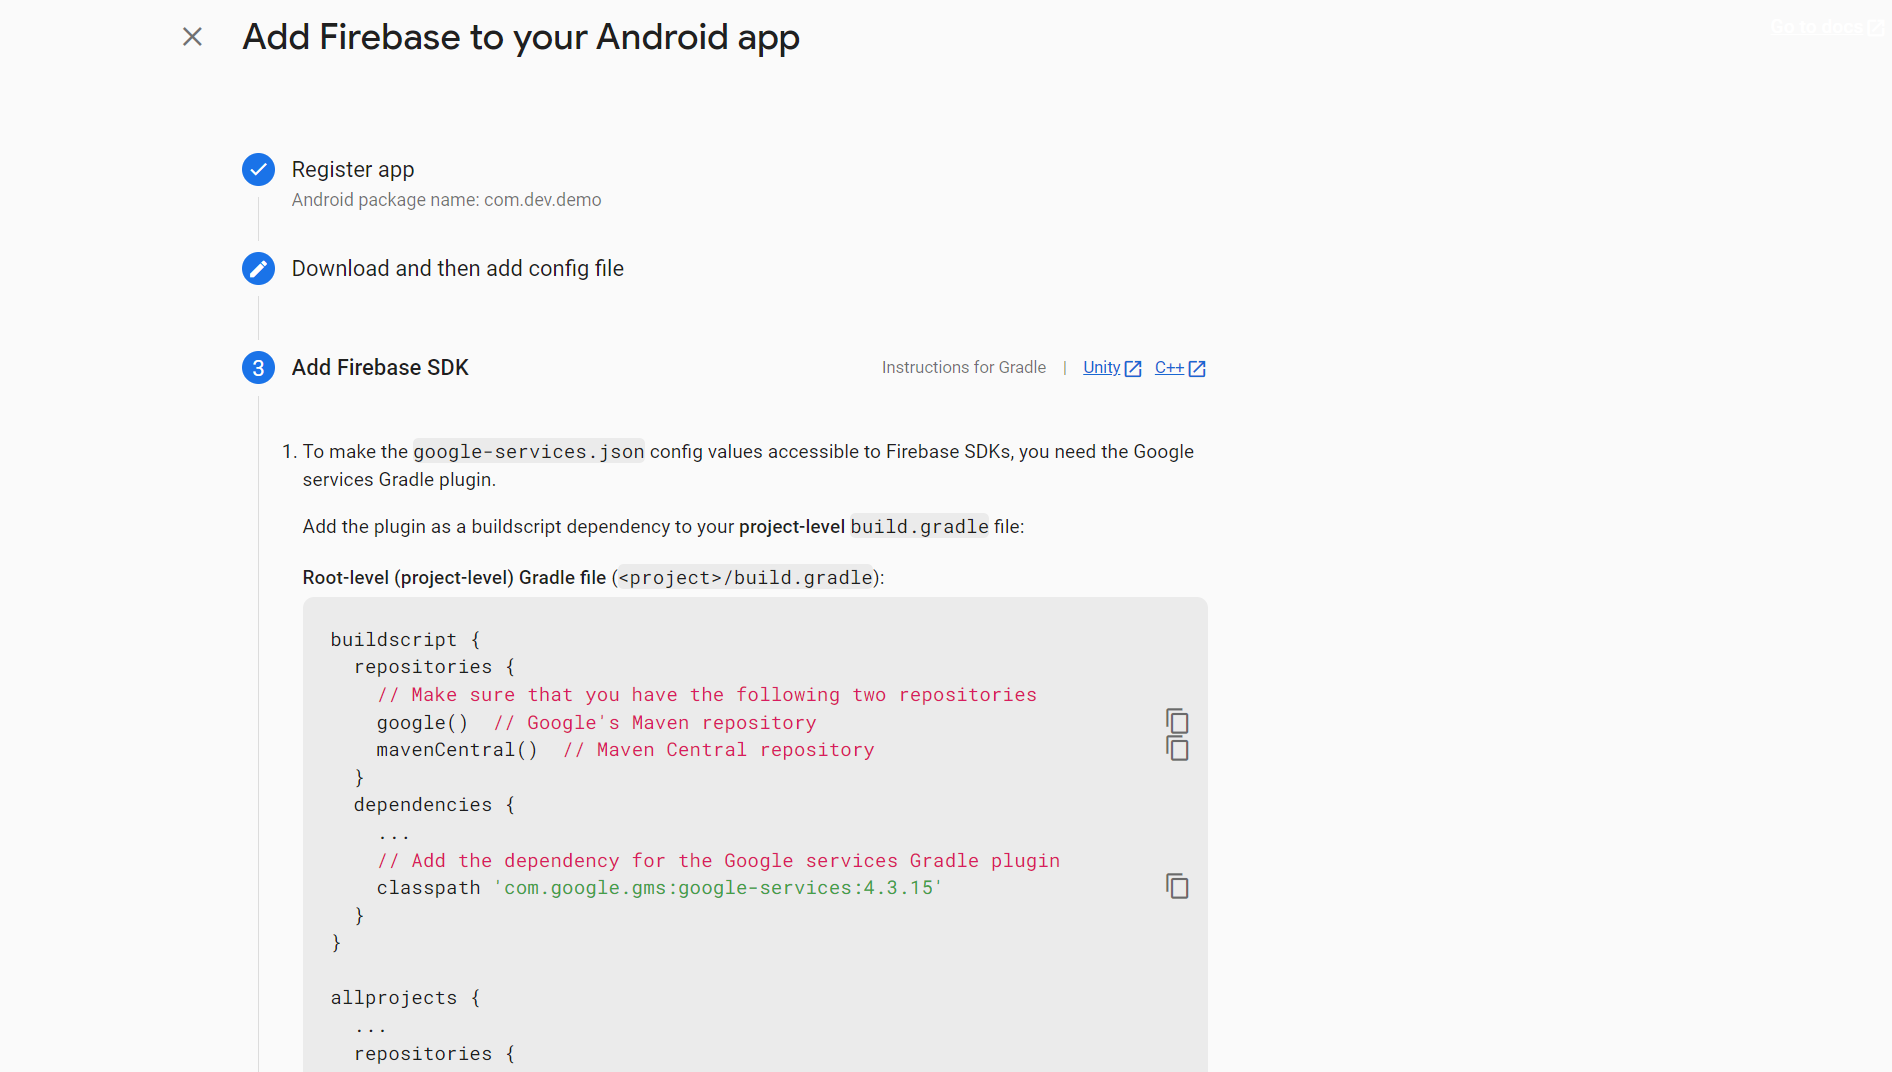 Add Firebase to your Android app
Go to docs
Register app
Android package name: com.dev.demo
Download and then add config file
3 Add Firebase SDK
Instructions for Gradle | Unity C++
1. To make the google-services.json config values accessible to Firebase SDKs, you need the Google
services Gradle plugin.
Add the plugin as a buildscript dependency to your project-level build.gradle file:
Root-level (project-level) Gradle file (<project>/build.gradle):
buildscript {
  repositories {
    // Make sure that you have the following two repositories
    google()  // Google's Maven repository
    mavenCentral()  // Maven Central repository
  }
  dependencies {
    ...
    // Add the dependency for the Google services Gradle plugin
    classpath 'com.google.gms:google-services:4.3.15'
  }
}
allprojects {
  ...
  repositories {